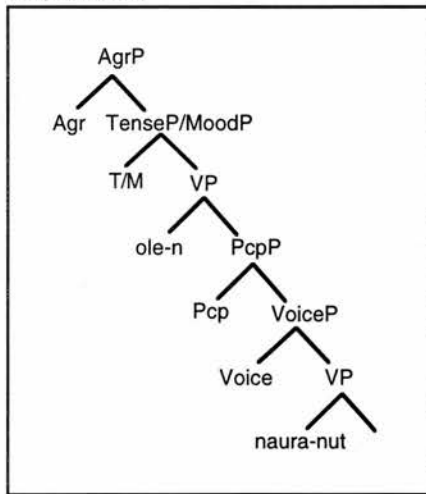 AgrP
Agr TenseP/MoodP
T/M VP
ole-n PcpP
Pcp VoiceP
Voice VP
naura-nut